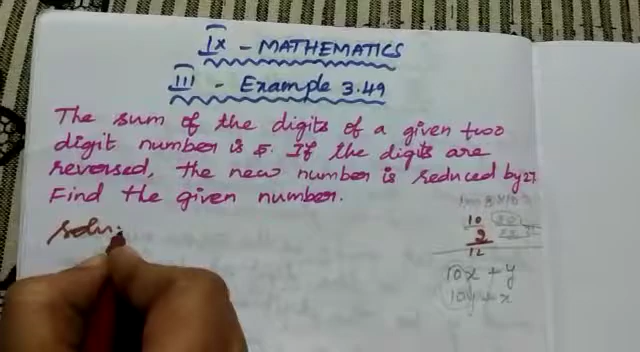 IX - MATHEMATICS
III - Example 3.49
The sum of the digits of a given two
digit number is 5. If the digits are
reversed, the new number is reduced by 27
Find the given number.
Soln:
10
2
12
10x + y
10y + x